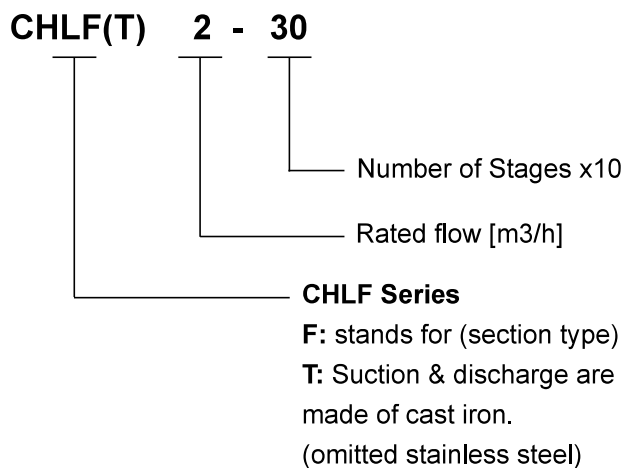 CHLF(T) 2 - 30
Number of Stages x10
Rated flow [m3/h]
CHLF Series
F: stands for (section type)
T: Suction & discharge are
made of cast iron.
(omitted stainless steel)